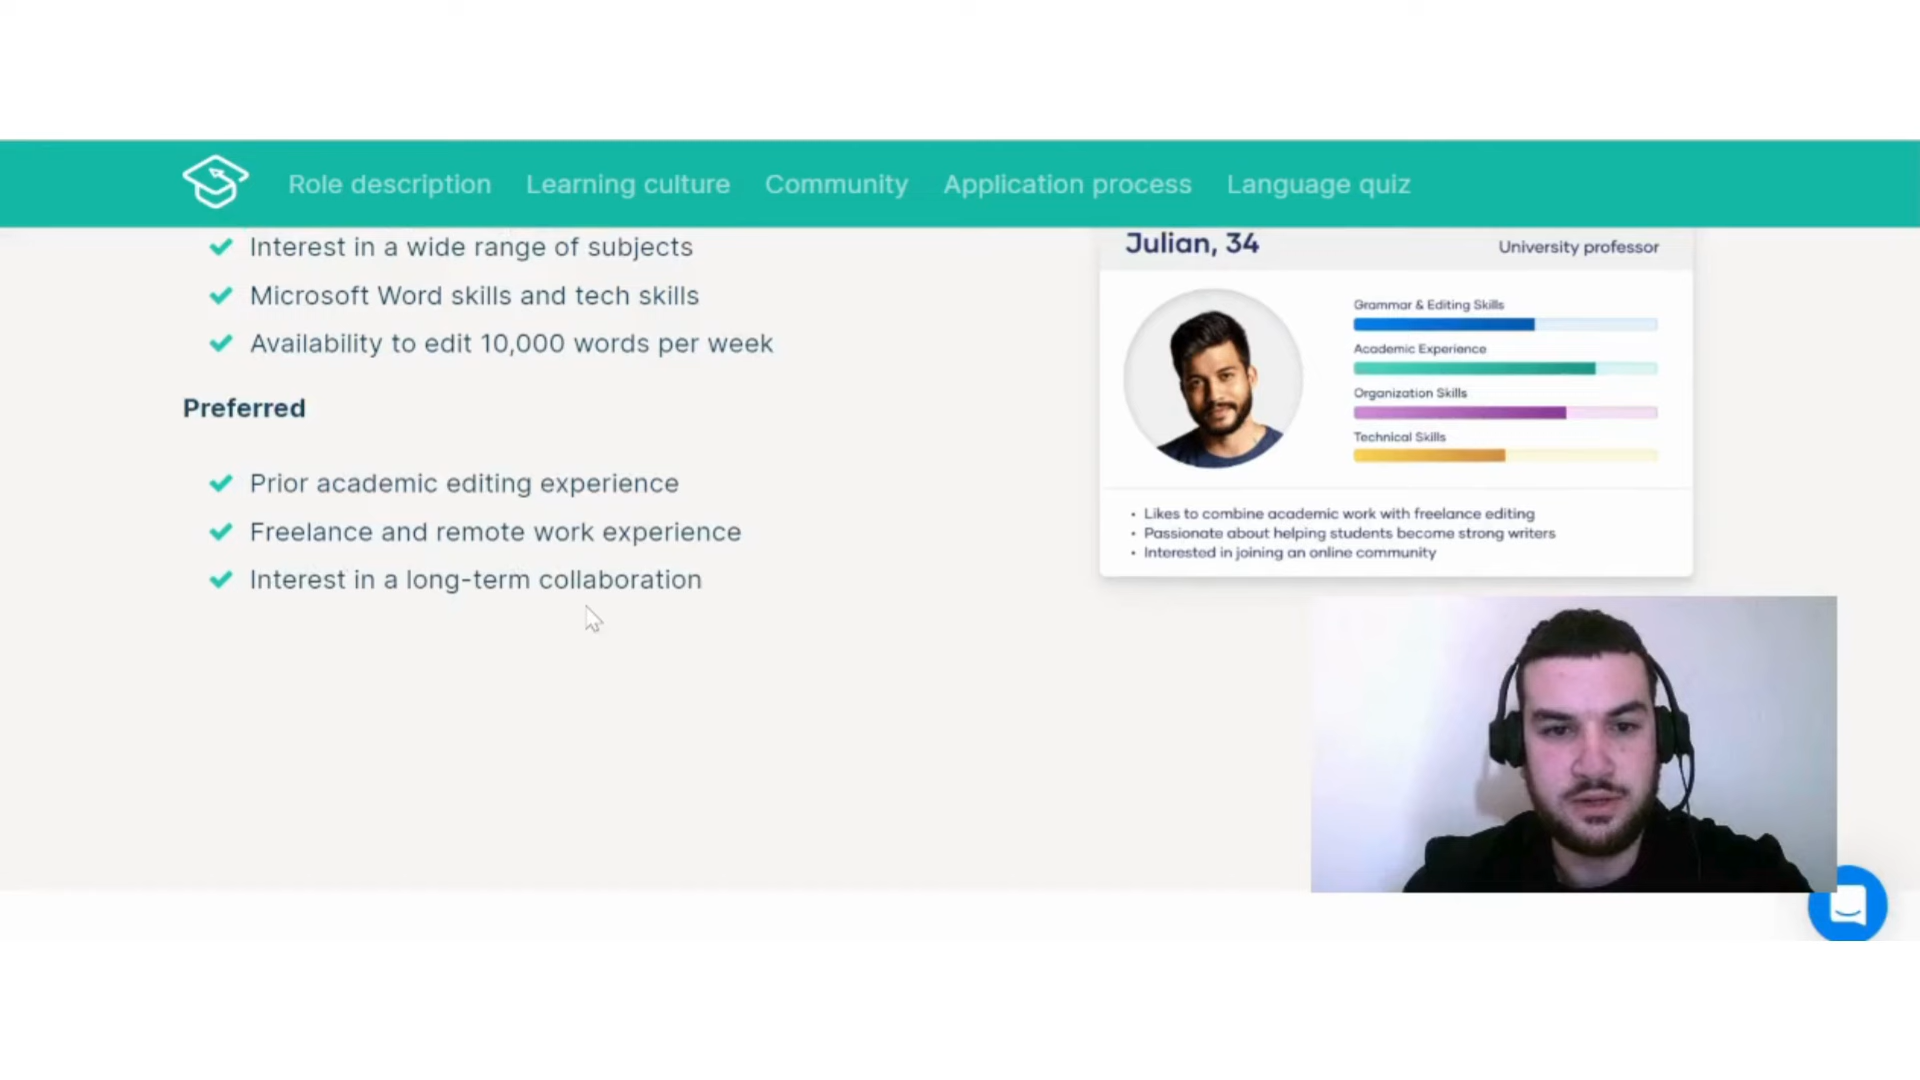 Role description Learning culture Community Application process Language quiz
Interest in a wide range of subjects
Microsoft Word skills and tech skills
Availability to edit 10,000 words per week
Preferred
Prior academic editing experience
Freelance and remote work experience
Interest in a long-term collaboration
Julian, 34
University professor
Grammar & Editing Skills
Academic Experience
Organization Skills
Technical Skills
• Likes to combine academic work with freelance editing
• Passionate about helping students become strong writers
• Interested in joining an online community